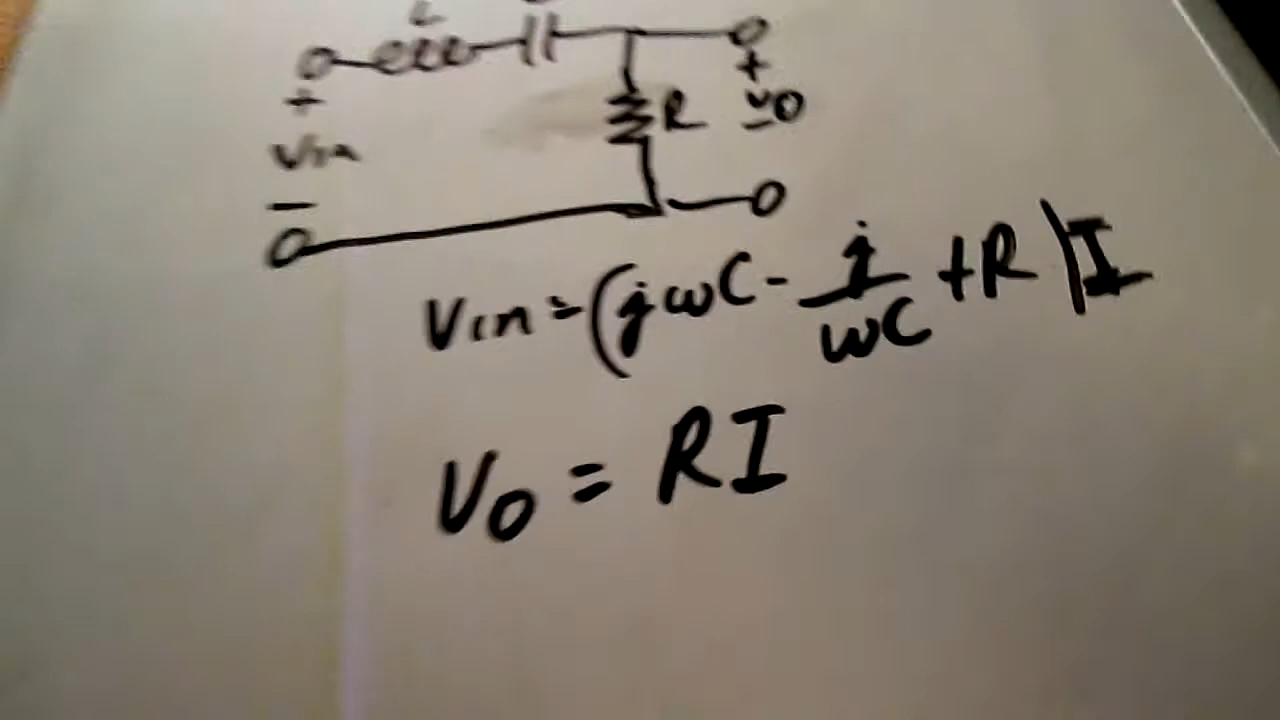 L
+ R +
Vin Vo
- -
Vin = (jωC - j/ωC + R) I
Vo = RI